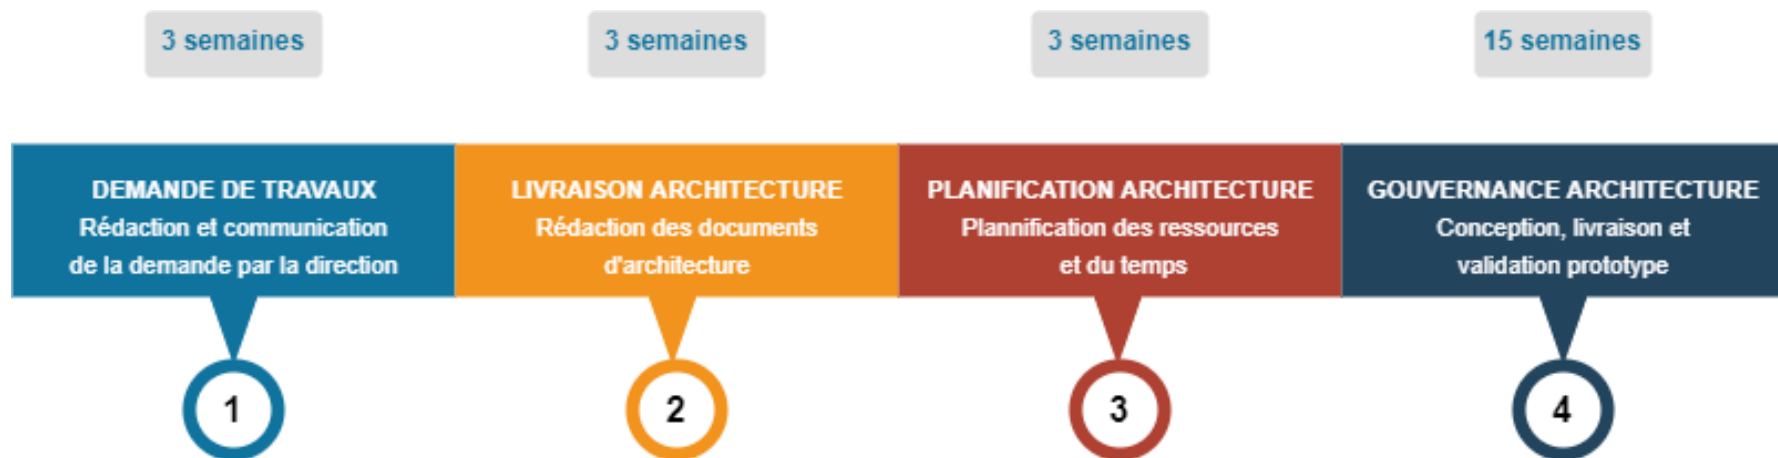 3 semaines
3 semaines
3 semaines
15 semaines
DEMANDE DE TRAVAUX
Rédaction et communication
de la demande par la direction
LIVRAISON ARCHITECTURE
Rédaction des documents
d'architecture
PLANIFICATION ARCHITECTURE
Plannification des ressources
et du temps
GOUVERNANCE ARCHITECTURE
Conception, livraison et
validation prototype
1
2
3
4